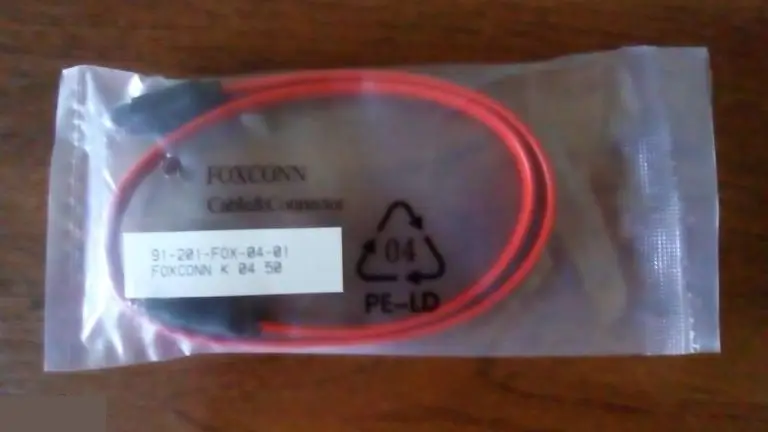 FOXCONN
Cable&Connector
91-201-FOX-04-01
FOXCONN K 04 50
04
PE-LD